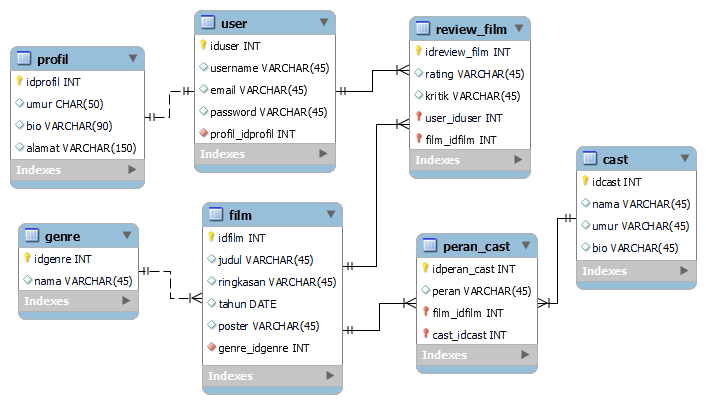 profil
idprofil INT
umur CHAR(50)
bio VARCHAR(90)
alamat VARCHAR(150)
Indexes
user
iduser INT
username VARCHAR(45)
email VARCHAR(45)
password VARCHAR(45)
profil_idprofil INT
Indexes
review_film
idreview_film INT
rating VARCHAR(45)
kritik VARCHAR(45)
user_iduser INT
film_idfilm INT
Indexes
genre
idgenre INT
nama VARCHAR(45)
Indexes
film
idfilm INT
judul VARCHAR(45)
ringkasan VARCHAR(45)
tahun DATE
poster VARCHAR(45)
genre_idgenre INT
Indexes
peran_cast
idperan_cast INT
peran VARCHAR(45)
film_idfilm INT
cast_idcast INT
Indexes
cast
idcast INT
nama VARCHAR(45)
umur VARCHAR(45)
bio VARCHAR(45)
Indexes